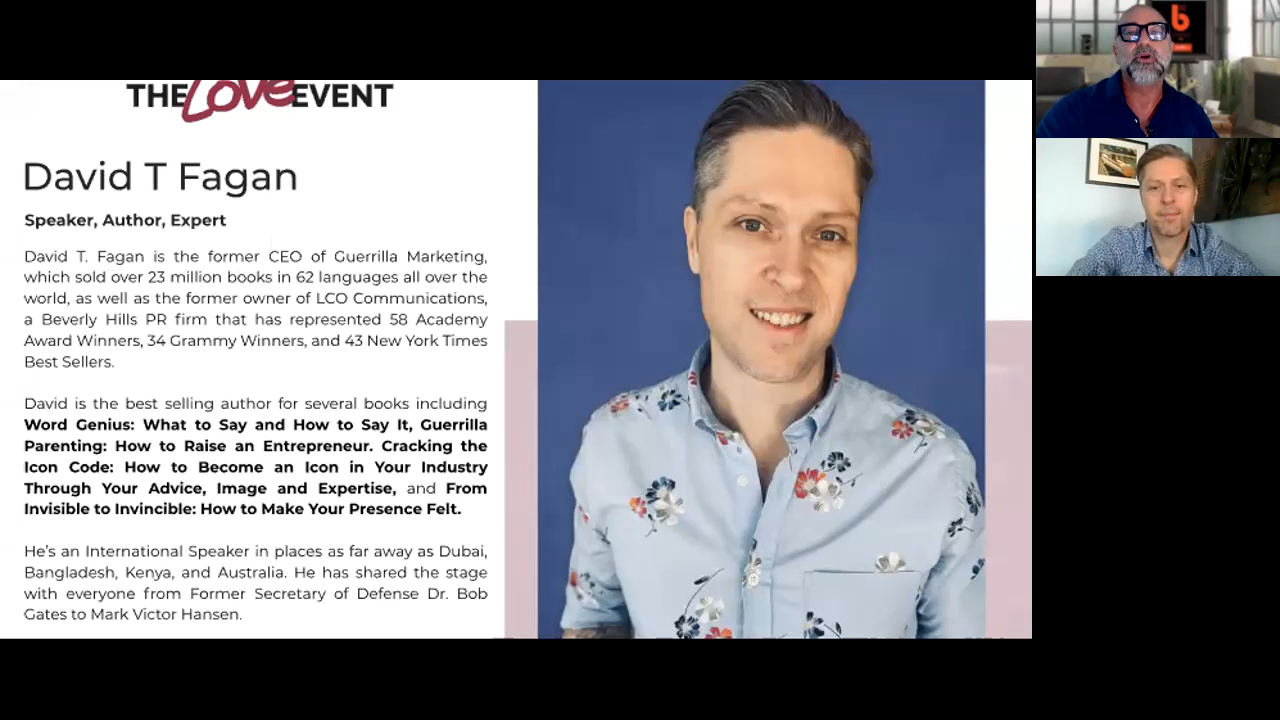 THE Love EVENT
David T Fagan
Speaker, Author, Expert
David T. Fagan is the former CEO of Guerrilla Marketing,
which sold over 23 million books in 62 languages all over the
world, as well as the former owner of LCO Communications,
a Beverly Hills PR firm that has represented 58 Academy
Award Winners, 34 Grammy Winners, and 43 New York Times
Best Sellers.
David is the best selling author for several books including
Word Genius: What to Say and How to Say It, Guerrilla
Parenting: How to Raise an Entrepreneur. Cracking the
Icon Code: How to Become an Icon in Your Industry
Through Your Advice, Image and Expertise, and From
Invisible to Invincible: How to Make Your Presence Felt.
He's an International Speaker in places as far away as Dubai,
Bangladesh, Kenya, and Australia. He has shared the stage
with everyone from Former Secretary of Defense Dr. Bob
Gates to Mark Victor Hansen.
b